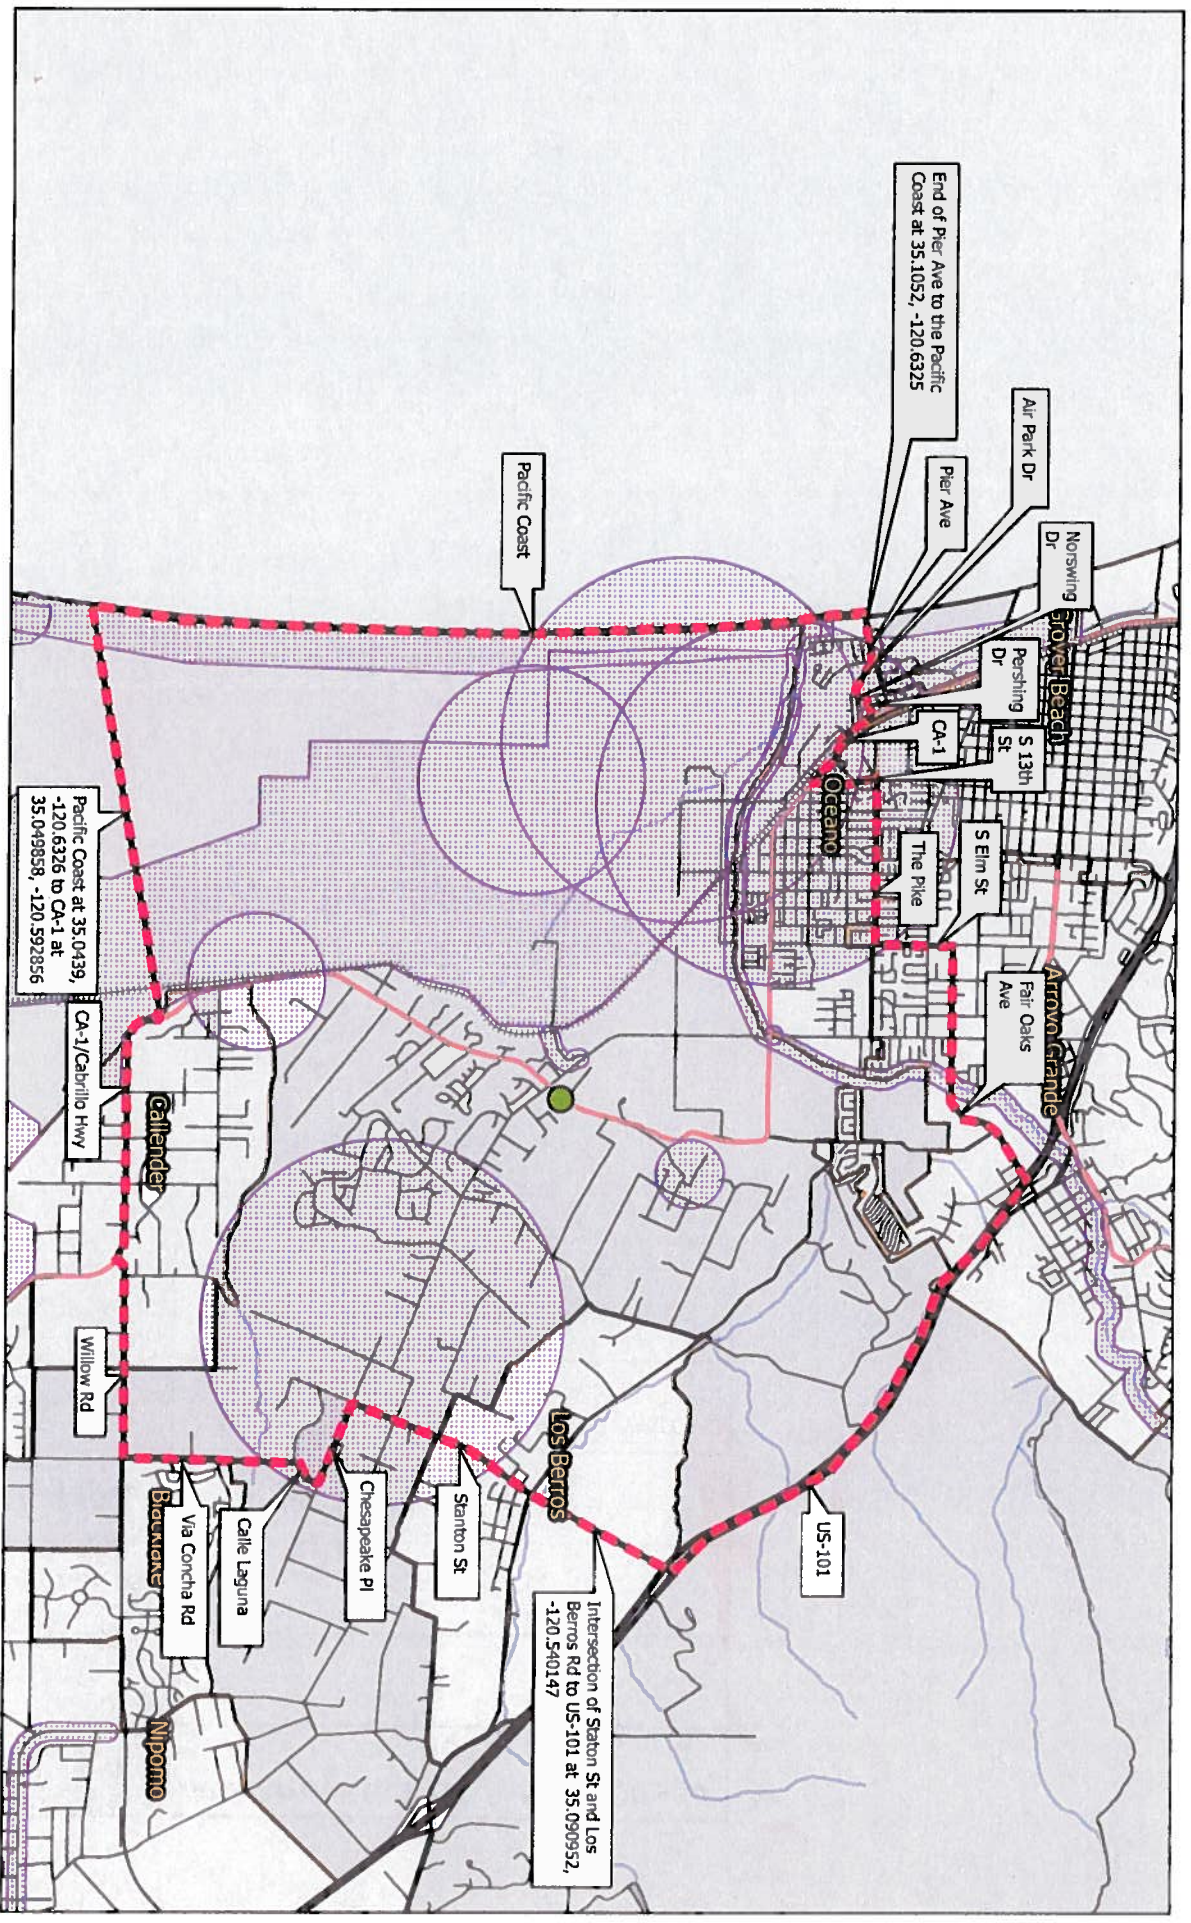 End of Pier Ave to the Pacific
Coast at 35.1052, -120.6325
Air Park Dr
Pier Ave
Norswing
Dr
Grover Beach
Pershing
Dr
CA-1
S 13th
St
Oceano
The Pike
S Elm St
Fair Oaks
Ave
Arroyo Grande
Pacific Coast
Pacific Coast at 35.0439,
-120.6326 to CA-1 at
35.049858, -120.592856
CA-1/Cabrillo Hwy
Callender
Willow Rd
Via Concha Rd
Blacklake
Calle Laguna
Chesapeake Pl
Stanton St
Los Berros
US-101
Intersection of Staton St and Los
Berros Rd to US-101 at 35.090952,
-120.540147
Nipomo